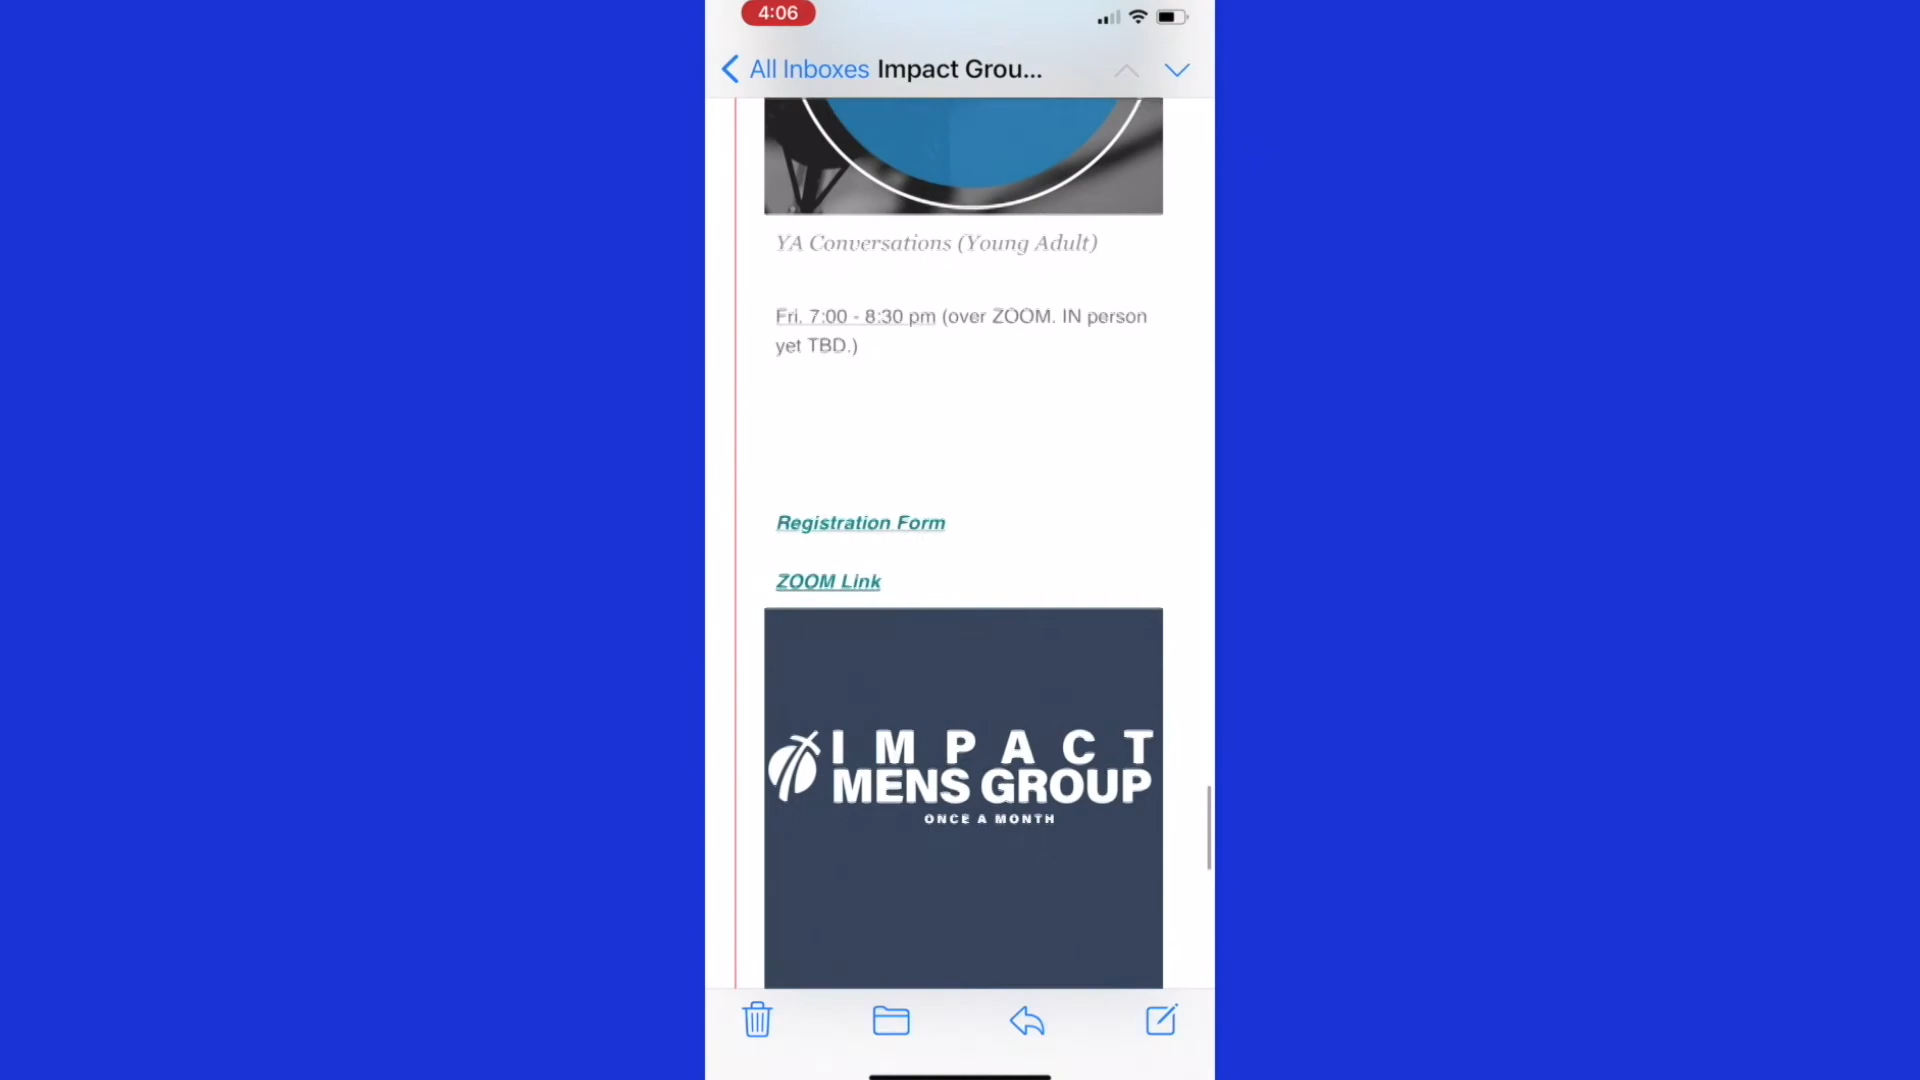 4:06
All Inboxes Impact Grou...
YA Conversations (Young Adult)
Fri. 7:00 - 8:30 pm (over ZOOM. IN person
yet TBD.)
Registration Form
ZOOM Link
IMPACT
MENS GROUP
ONCE A MONTH